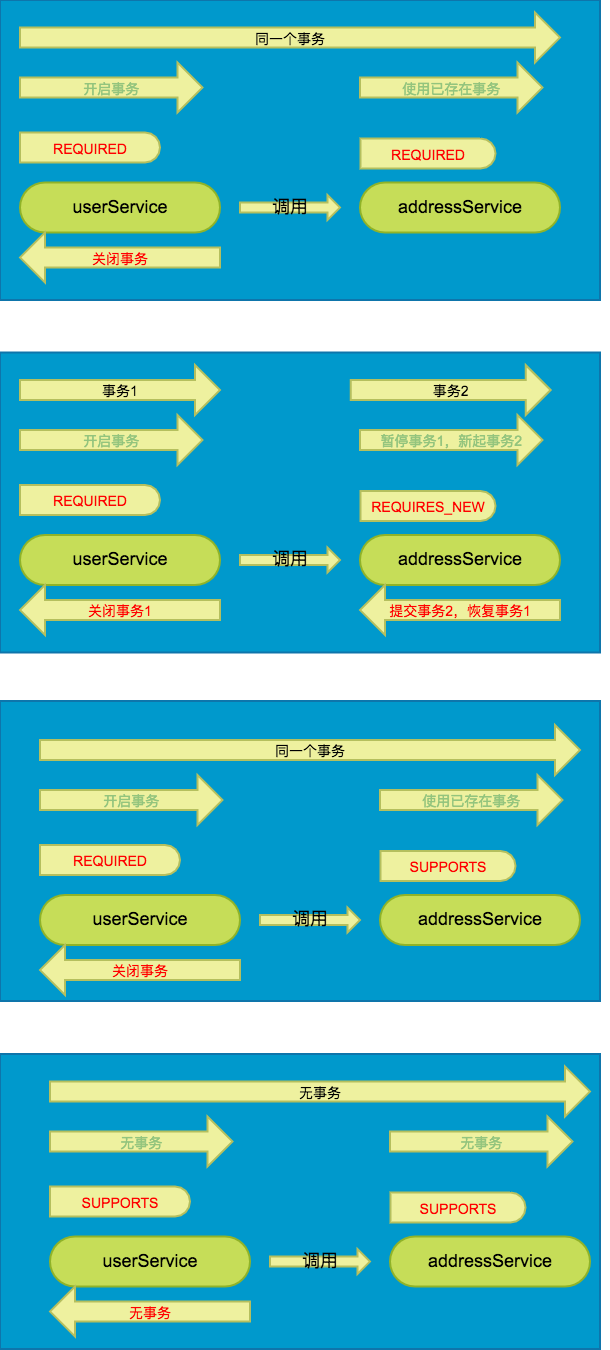 同一个事务
开启事务
使用已存在事务
REQUIRED
REQUIRED
userService
调用
addressService
关闭事务
事务1
事务2
开启事务
暂停事务1，新起事务2
REQUIRED
REQUIRES_NEW
userService
调用
addressService
关闭事务1
提交事务2，恢复事务1
同一个事务
开启事务
使用已存在事务
REQUIRED
SUPPORTS
userService
调用
addressService
关闭事务
无事务
无事务
无事务
SUPPORTS
SUPPORTS
userService
调用
addressService
无事务